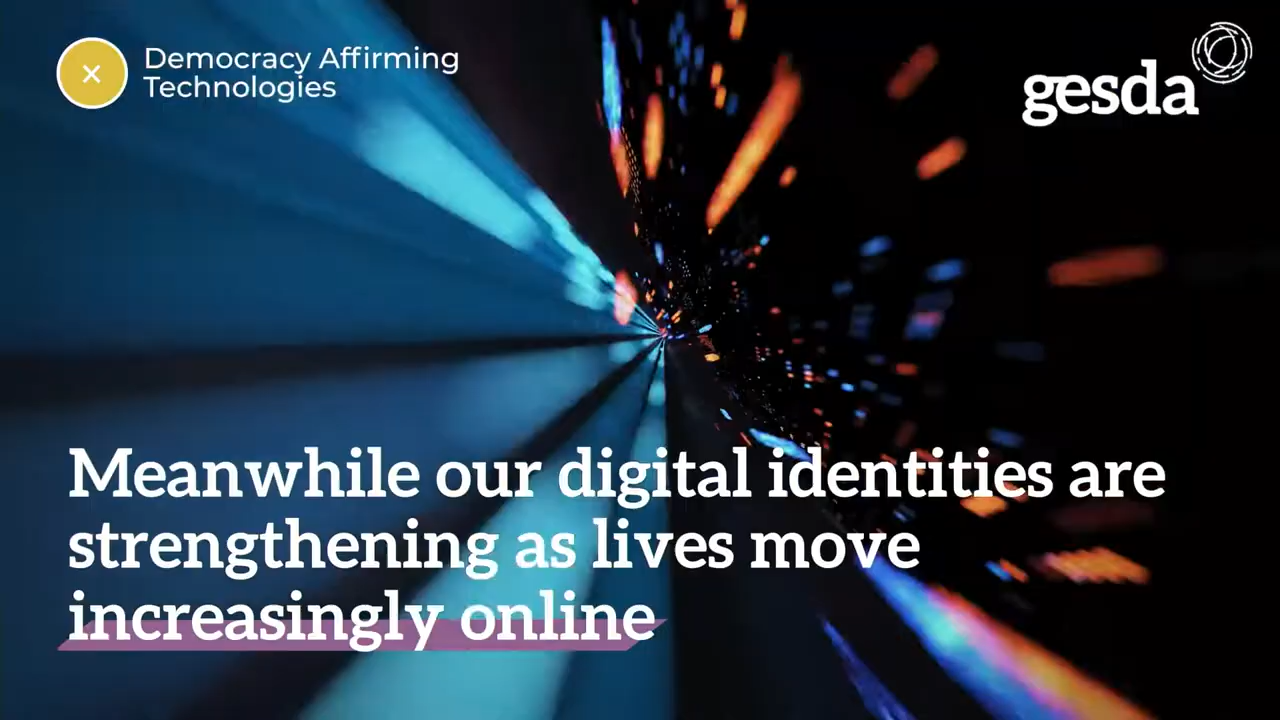 Democracy Affirming
Technologies
gesda
Meanwhile our digital identities are
strengthening as lives move
increasingly online